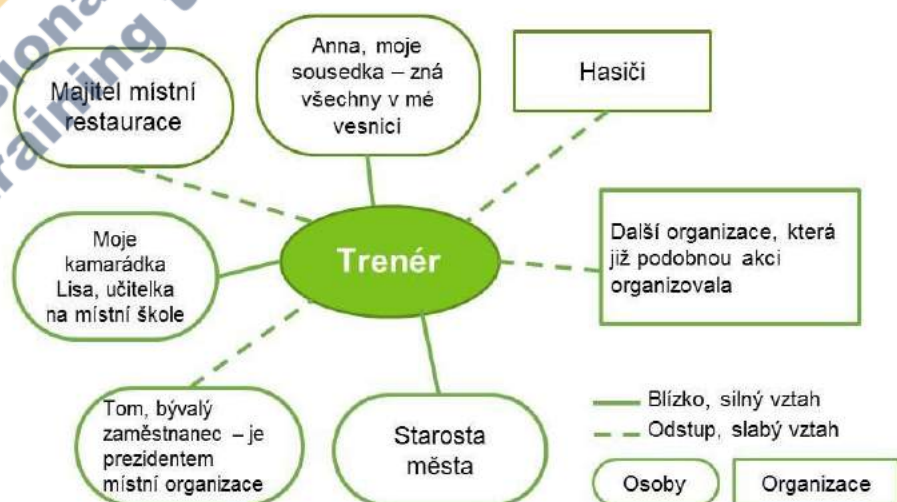 Anna, moje
sousedka – zná
všechny v mé
vesnici
Hasiči
Majitel místní
restaurace
Trenér
Další organizace, která
již podobnou akci
organizovala
Moje
kamarádka
Lisa, učitelka
na místní škole
Tom, bývalý
zaměstnanec – je
prezidentem
místní organizace
Starosta
města
Blízko, silný vztah
Odstup, slabý vztah
Osoby
Organizace